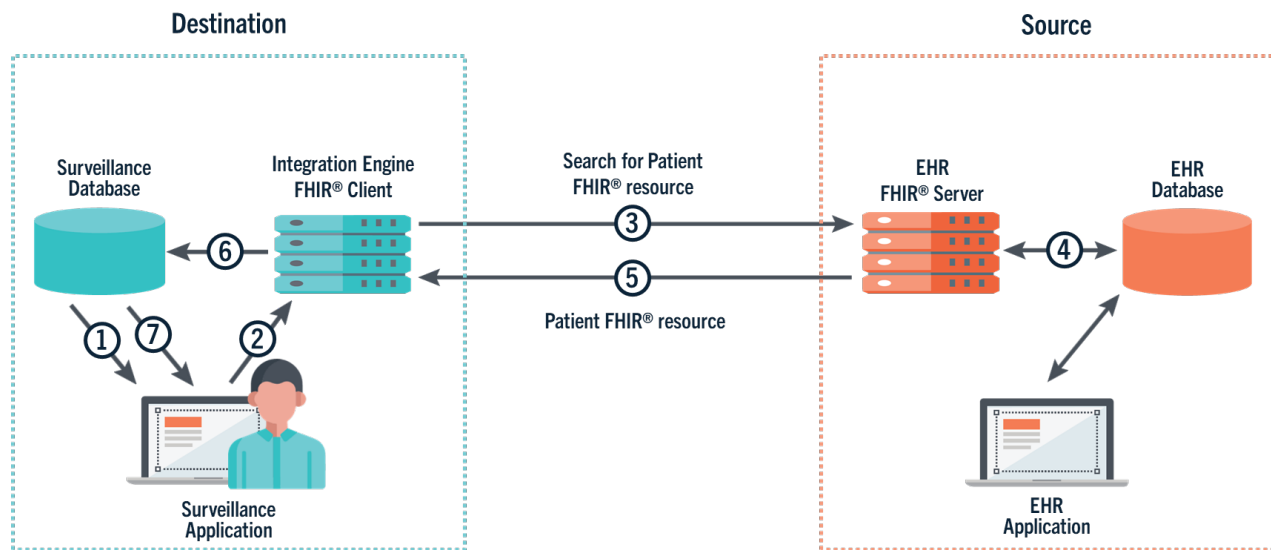 Destination
Source
Surveillance
Database
Integration Engine
FHIR® Client
Search for Patient
FHIR® resource
EHR
FHIR® Server
EHR
Database
3
6
4
5
Patient FHIR® resource
1
7
2
Surveillance
Application
EHR
Application